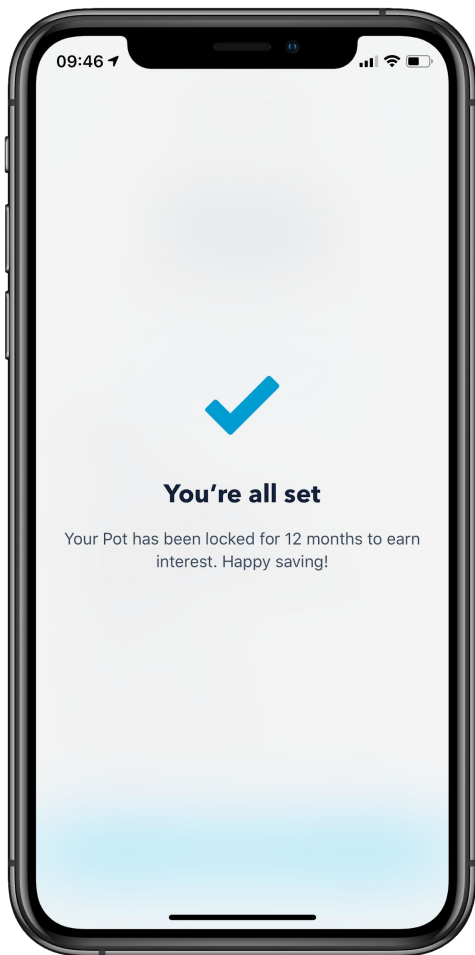 09:46
You're all set
Your Pot has been locked for 12 months to earn
interest. Happy saving!